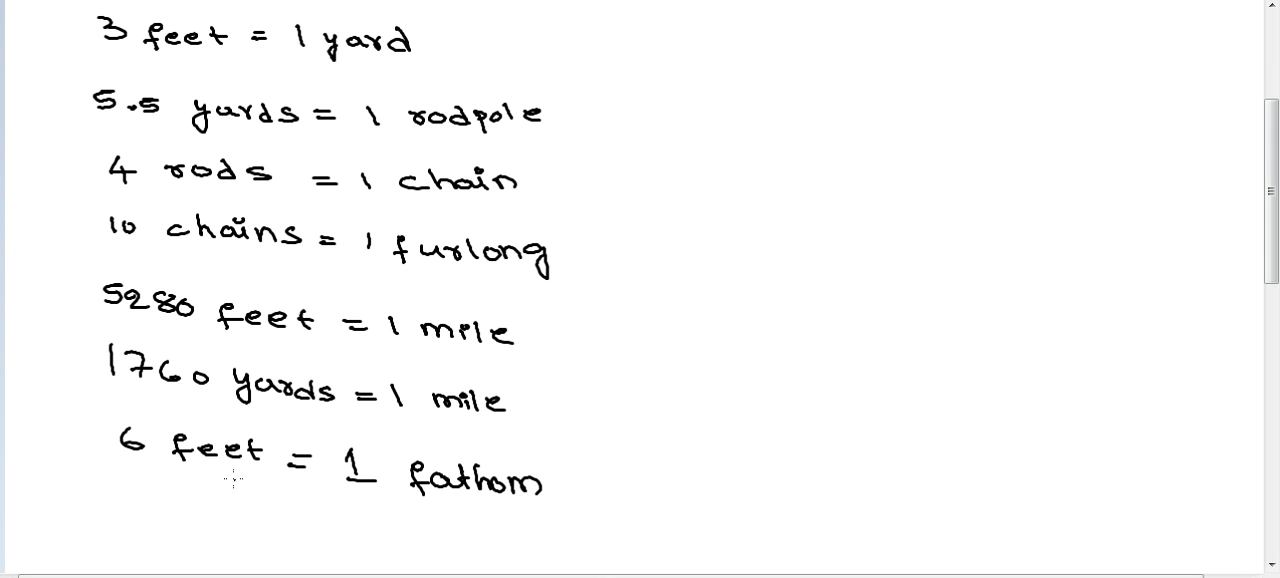 3 feet = 1 yard
5.5 yards = 1 rodpole
4 rods = 1 chain
10 chains = 1 furlong
5280 feet = 1 mile
1760 yards = 1 mile
6 feet = 1 fathom